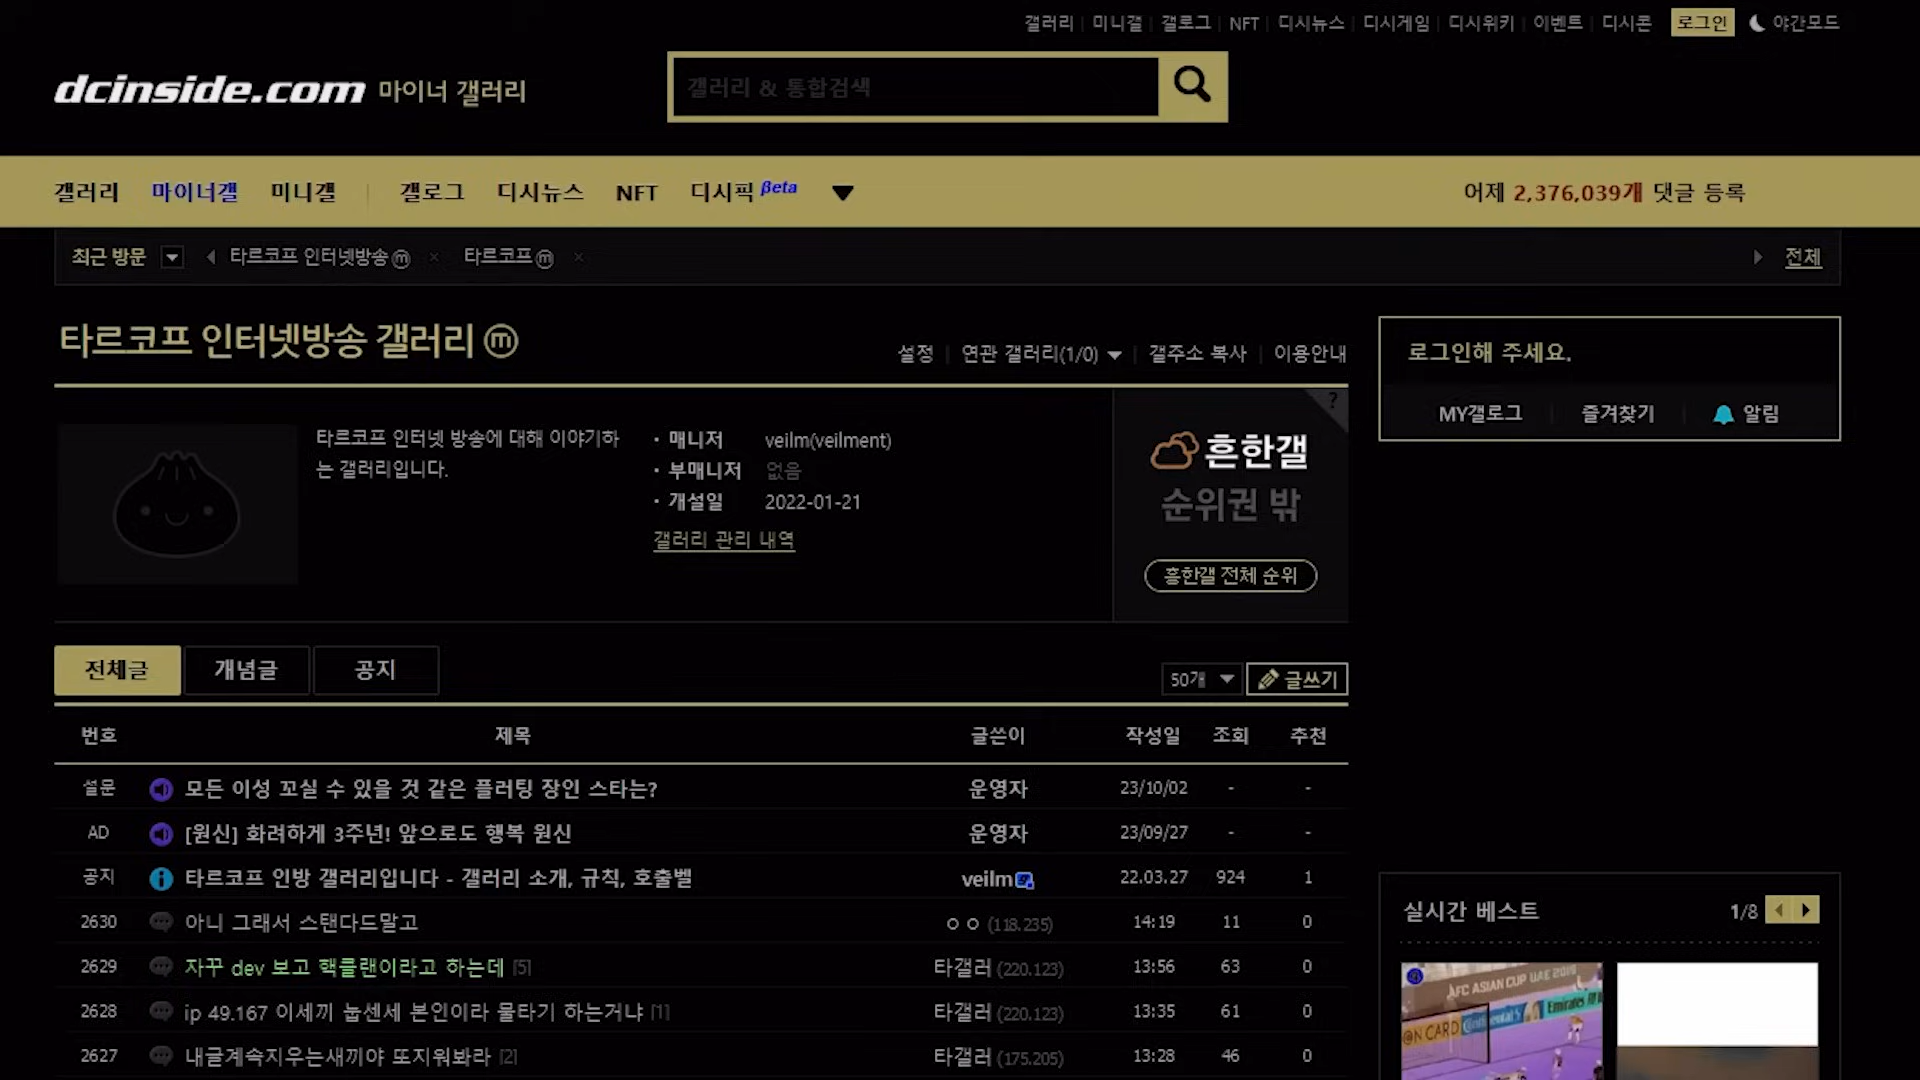 갤러리 미니갤 갤로그 NFT 디시뉴스 디시게임 디시위키 이벤트 디시콘 로그인 야간모드
dcinside.com 마이너 갤러리
갤러리 & 통합검색
갤러리 마이너갤 미니갤 갤로그 디시뉴스 NFT 디시픽 βeta
어제 2,376,039개 댓글 등록
최근 방문 타르코프 인터넷방송ⓜ × 타르코프ⓜ × 전체
타르코프 인터넷방송 갤러리 ⓜ
설정 연관 갤러리(1/0) 갤주소 복사 이용안내
타르코프 인터넷 방송에 대해 이야기하
는 갤러리입니다.
· 매니저 veilm(veilment)
· 부매니저 없음
· 개설일 2022-01-21
갤러리 관리 내역
?
흔한갤
순위권 밖
흥한갤 전체 순위
로그인해 주세요.
MY갤로그 즐겨찾기 알림
전체글 개념글 공지
50개 글쓰기
번호 제목 글쓴이 작성일 조회 추천
설문 모든 이성 꼬실 수 있을 것 같은 플러팅 장인 스타는? 운영자 23/10/02 - -
AD [원신] 화려하게 3주년! 앞으로도 행복 원신 운영자 23/09/27 - -
공지 타르코프 인방 갤러리입니다 - 갤러리 소개, 규칙, 호출벨 veilm 22.03.27 924 1
2630 아니 그래서 스탠다드말고 ㅇㅇ (118.235) 14:19 11 0
2629 자꾸 dev 보고 핵클랜이라고 하는데 [5] 타갤러 (220.123) 13:56 63 0
2628 ip 49.167 이세끼 눕센세 본인이라 물타기 하는거냐 [1] 타갤러 (220.123) 13:35 61 0
2627 내글계속지우는새끼야 또지워봐라 [2] 타갤러 (175.205) 13:28 46 0
실시간 베스트 1/8
AFC ASIAN CUP UAE 2019
Continental
Emirates